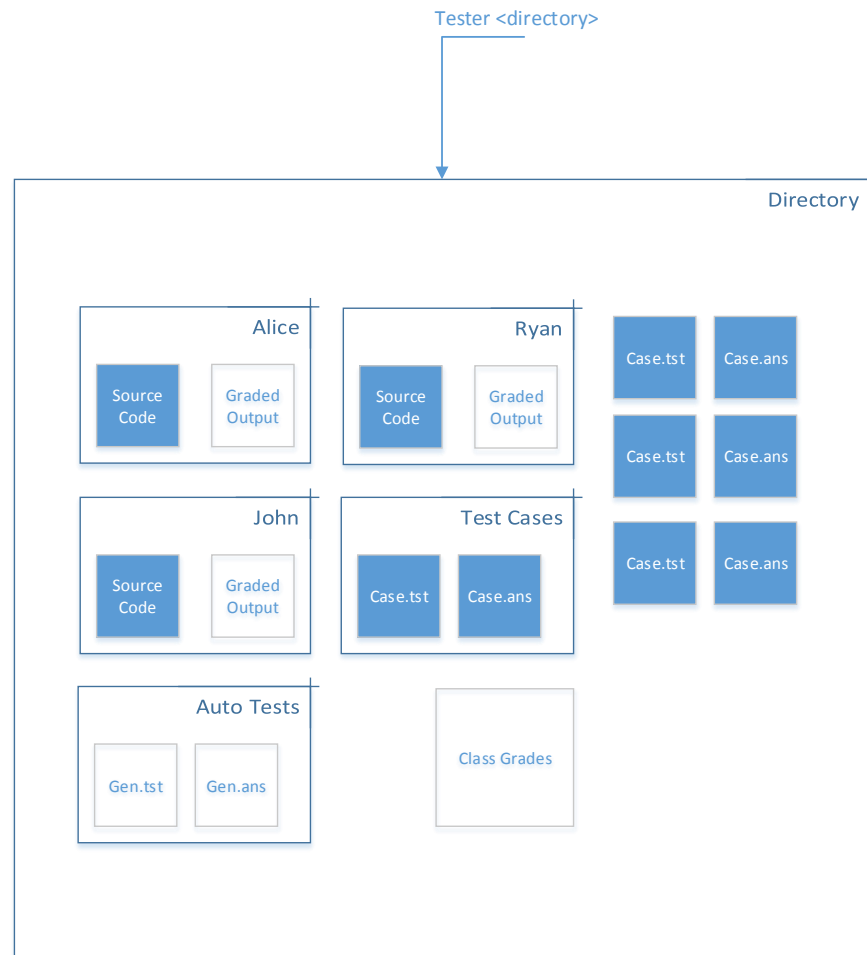 Tester <directory>
Directory
Alice
Source
Code
Graded
Output
Ryan
Source
Code
Graded
Output
Case.tst
Case.ans
Case.tst
Case.ans
Case.tst
Case.ans
John
Source
Code
Graded
Output
Test Cases
Case.tst
Case.ans
Auto Tests
Gen.tst
Gen.ans
Class Grades